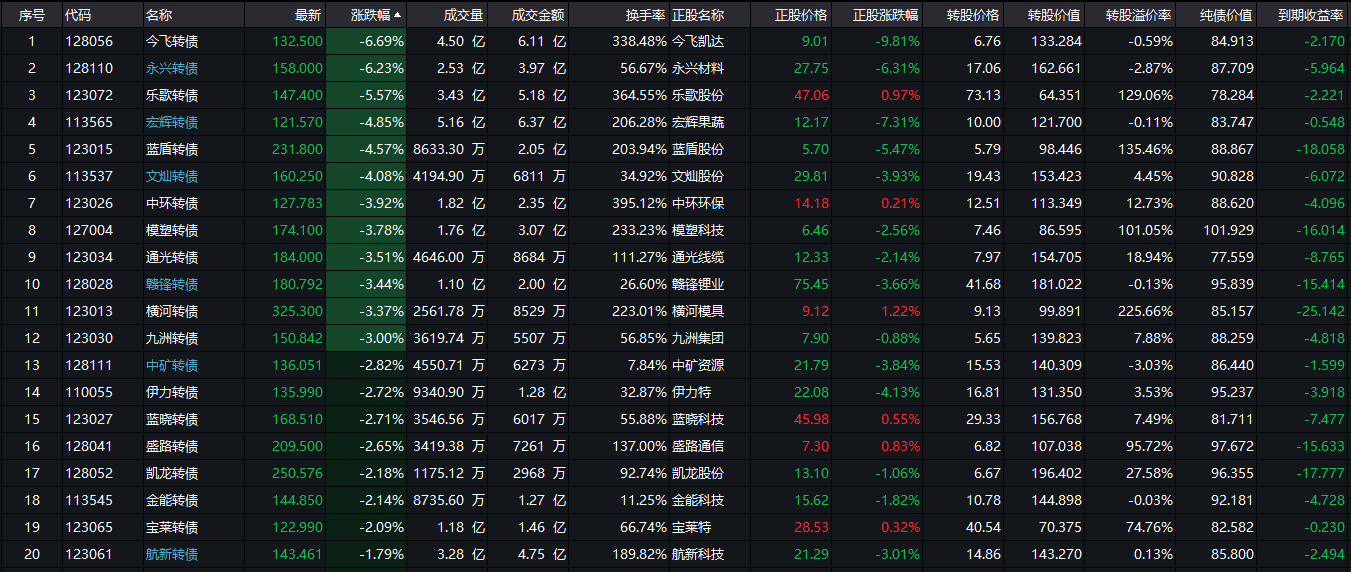 序号 代码 名称 最新 涨跌幅 成交量 成交金额 换手率 正股名称 正股价格 正股涨跌幅 转股价格 转股价值 转股溢价率 纯债价值 到期收益率
1 128056 今飞转债 132.500 -6.69% 4.50 亿 6.11 亿 338.48% 今飞凯达 9.01 -9.81% 6.76 133.284 -0.59% 84.913 -2.170
2 128110 永兴转债 158.000 -6.23% 2.53 亿 3.97 亿 56.67% 永兴材料 27.75 -6.31% 17.06 162.661 -2.87% 87.709 -5.964
3 123072 乐歌转债 147.400 -5.57% 3.43 亿 5.18 亿 364.55% 乐歌股份 47.06 0.97% 73.13 64.351 129.06% 78.284 -2.221
4 113565 宏辉转债 121.570 -4.85% 5.16 亿 6.37 亿 206.28% 宏辉果蔬 12.17 -7.31% 10.00 121.700 -0.11% 83.747 -0.548
5 123015 蓝盾转债 231.800 -4.57% 8633.30 万 2.05 亿 203.94% 蓝盾股份 5.70 -5.47% 5.79 98.446 135.46% 88.867 -18.058
6 113537 文灿转债 160.250 -4.08% 4194.90 万 6811 万 34.92% 文灿股份 29.81 -3.93% 19.43 153.423 4.45% 90.828 -6.072
7 123026 中环转债 127.783 -3.92% 1.82 亿 2.35 亿 395.12% 中环环保 14.18 0.21% 12.51 113.349 12.73% 88.620 -4.096
8 127004 模塑转债 174.100 -3.78% 1.76 亿 3.07 亿 233.23% 模塑科技 6.46 -2.56% 7.46 86.595 101.05% 101.929 -16.014
9 123034 通光转债 184.000 -3.51% 4646.00 万 8684 万 111.27% 通光线缆 12.33 -2.14% 7.97 154.705 18.94% 77.559 -8.765
10 128028 赣锋转债 180.792 -3.44% 1.10 亿 2.00 亿 26.60% 赣锋锂业 75.45 -3.66% 41.68 181.022 -0.13% 95.839 -15.414
11 123013 横河转债 325.300 -3.37% 2561.78 万 8529 万 223.01% 横河模具 9.12 1.22% 9.13 99.891 225.66% 85.157 -25.142
12 123030 九洲转债 150.842 -3.00% 3619.74 万 5507 万 56.85% 九洲集团 7.90 -0.88% 5.65 139.823 7.88% 88.259 -4.818
13 128111 中矿转债 136.051 -2.82% 4550.71 万 6273 万 7.84% 中矿资源 21.79 -3.84% 15.53 140.309 -3.03% 86.440 -1.599
14 110055 伊力转债 135.990 -2.72% 9340.90 万 1.28 亿 32.87% 伊力特 22.08 -4.13% 16.81 131.350 3.53% 95.237 -3.918
15 123027 蓝晓转债 168.510 -2.71% 3546.56 万 6017 万 55.88% 蓝晓科技 45.98 0.55% 29.33 156.768 7.49% 81.711 -7.477
16 128041 盛路转债 209.500 -2.65% 3419.38 万 7261 万 137.00% 盛路通信 7.30 0.83% 6.82 107.038 95.72% 97.672 -15.633
17 128052 凯龙转债 250.576 -2.18% 1175.12 万 2968 万 92.74% 凯龙股份 13.10 -1.06% 6.67 196.402 27.58% 96.355 -17.777
18 113545 金能转债 144.850 -2.14% 8735.60 万 1.27 亿 11.25% 金能科技 15.62 -1.82% 10.78 144.898 -0.03% 92.181 -4.728
19 123065 宝莱转债 122.990 -2.09% 1.18 亿 1.46 亿 66.74% 宝莱特 28.53 0.32% 40.54 70.375 74.76% 82.582 -0.230
20 123061 航新转债 143.461 -1.79% 3.28 亿 4.75 亿 189.82% 航新科技 21.29 -3.01% 14.86 143.270 0.13% 85.800 -2.494